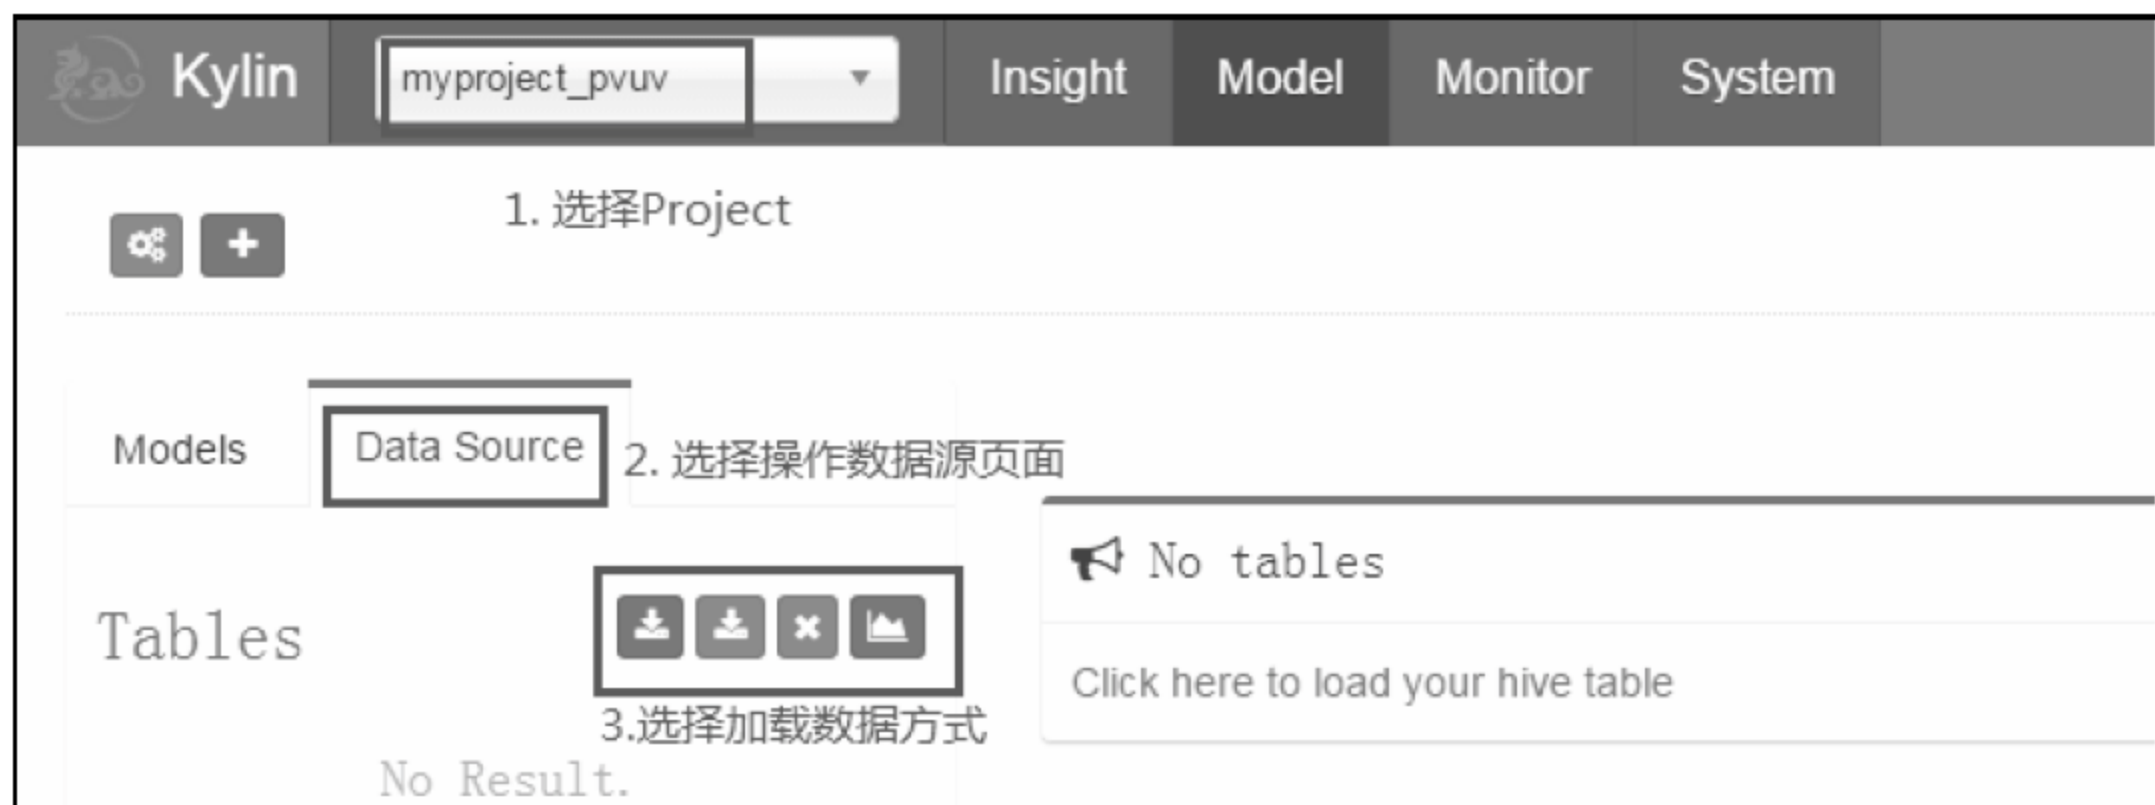 Kylin myproject_pvuv Insight Model Monitor System
1. 选择Project
Models Data Source 2. 选择操作数据源页面
No tables
Tables
Click here to load your hive table
3.选择加载数据方式
No Result.